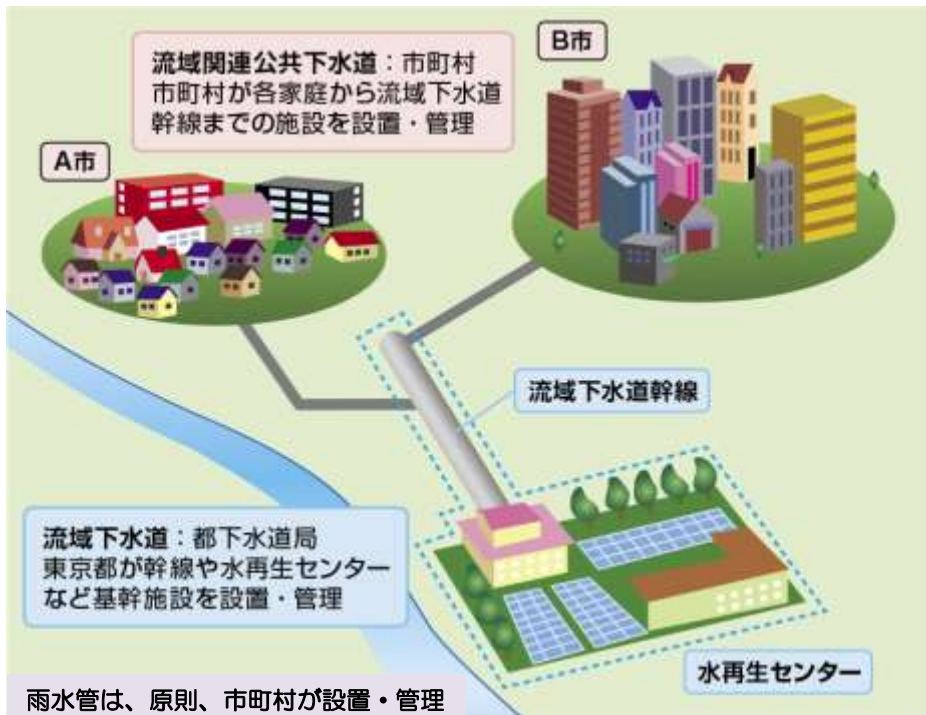 流域関連公共下水道：市町村
市町村が各家庭から流域下水道
幹線までの施設を設置・管理
B市
A市
流域下水道幹線
流域下水道：都下水道局
東京都が幹線や水再生センター
など基幹施設を設置・管理
水再生センター
雨水管は、原則、市町村が設置・管理